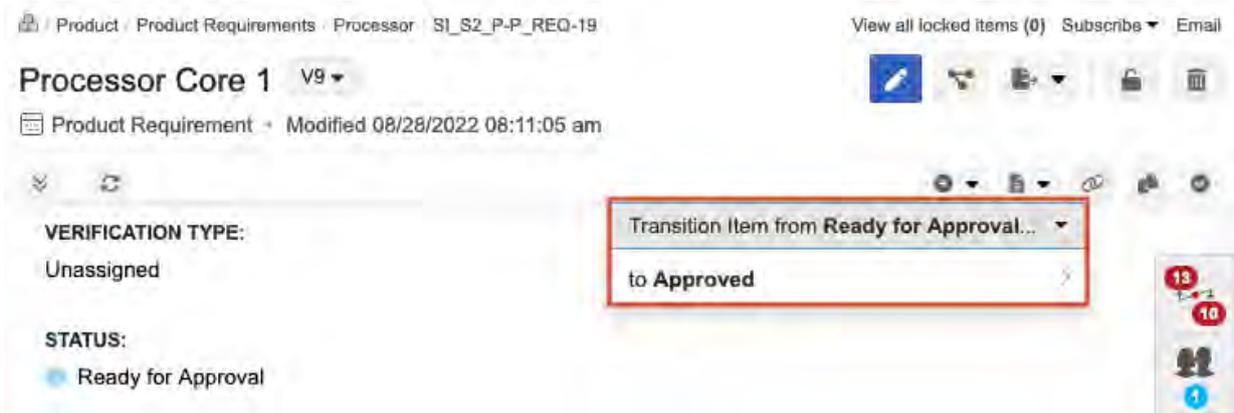 Product / Product Requirements / Processor / SI_S2_P-P_REQ-19
View all locked items (0) Subscribe Email
Processor Core 1 V9
Product Requirement • Modified 08/28/2022 08:11:05 am
Transition Item from Ready for Approval...
VERIFICATION TYPE:
Unassigned
to Approved
13
10
STATUS:
Ready for Approval
1